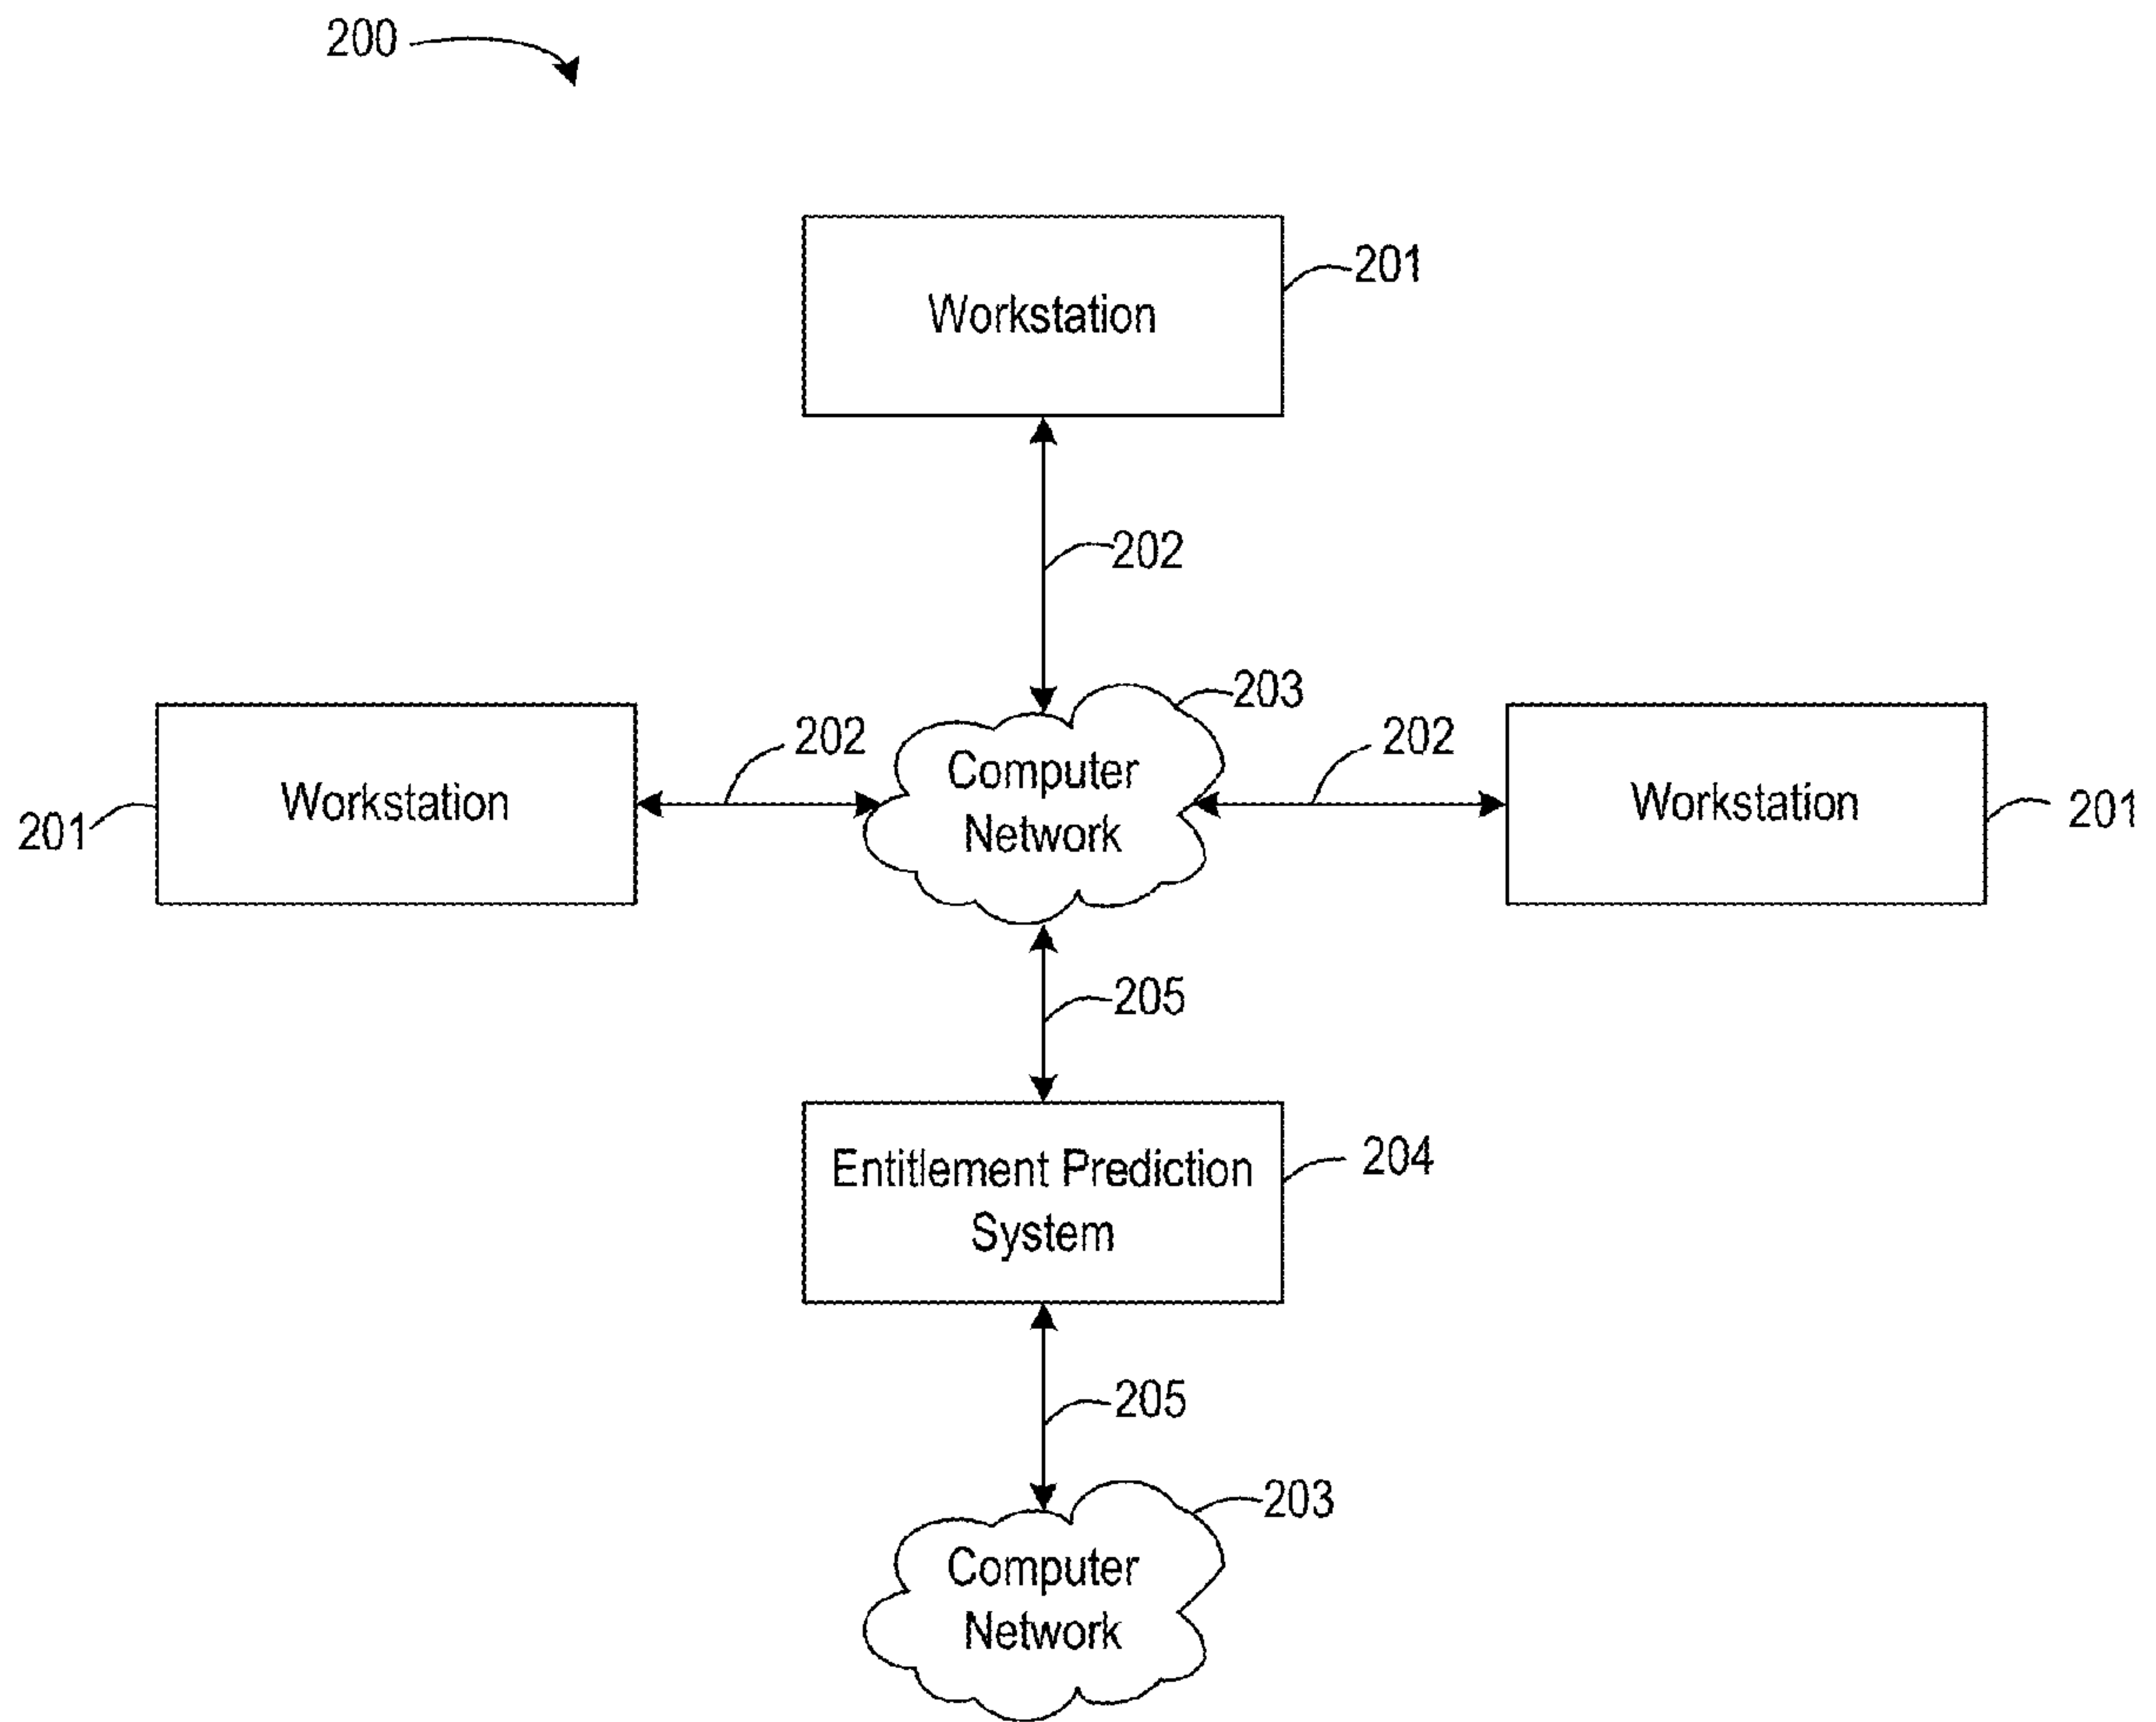 200
Workstation
201
202
203
Computer
Network
202
202
Workstation
201
Workstation
201
205
Entitlement Prediction
System
204
205
203
Computer
Network